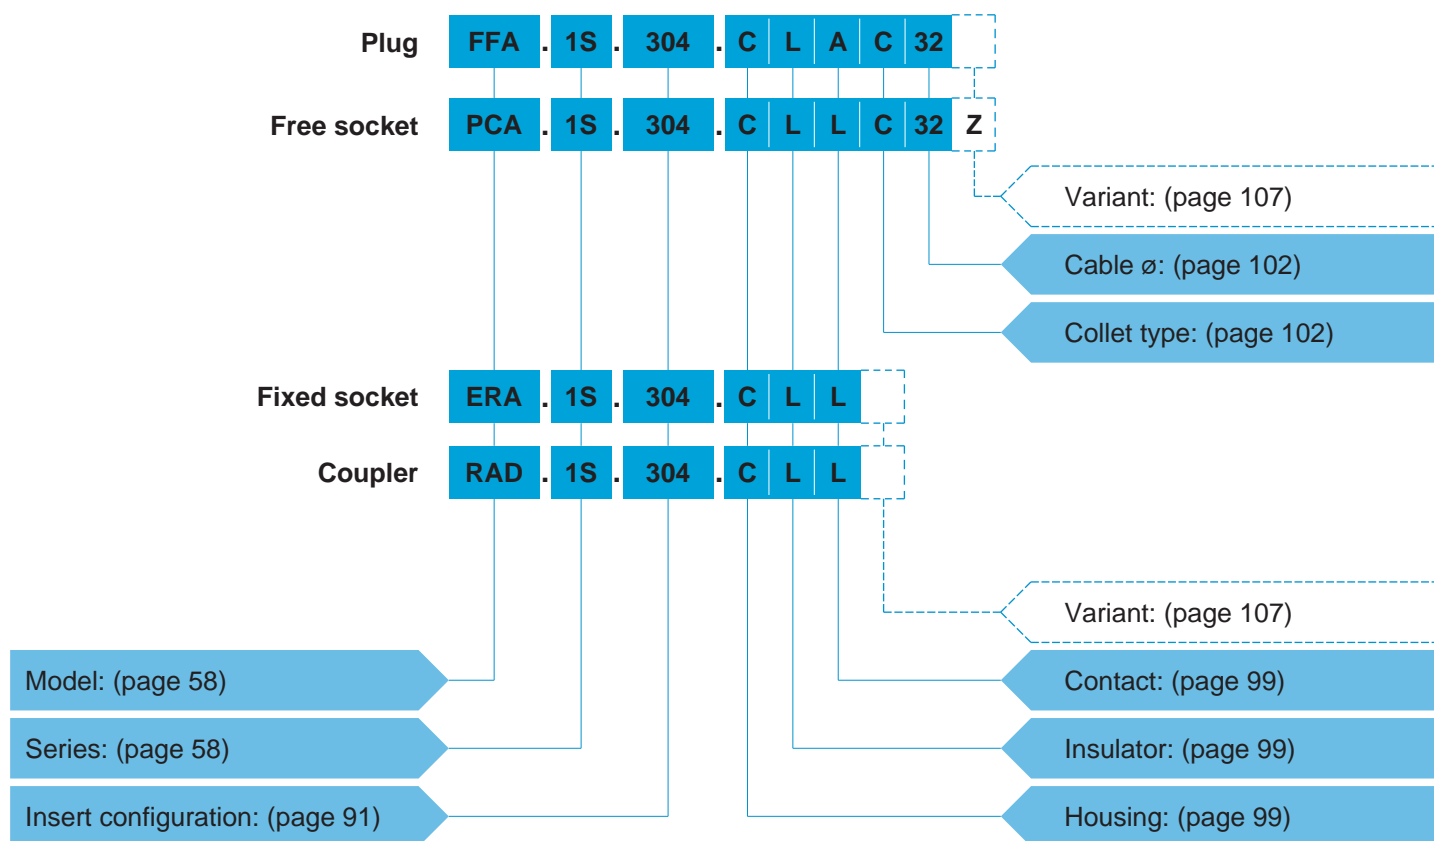 Plug FFA . 1S . 304 . C L A C 32
Free socket PCA . 1S . 304 . C L L C 32 Z
Variant: (page 107)
Cable ø: (page 102)
Collet type: (page 102)
Fixed socket ERA . 1S . 304 . C L L
Coupler RAD . 1S . 304 . C L L
Variant: (page 107)
Model: (page 58)
Contact: (page 99)
Series: (page 58)
Insulator: (page 99)
Insert configuration: (page 91)
Housing: (page 99)